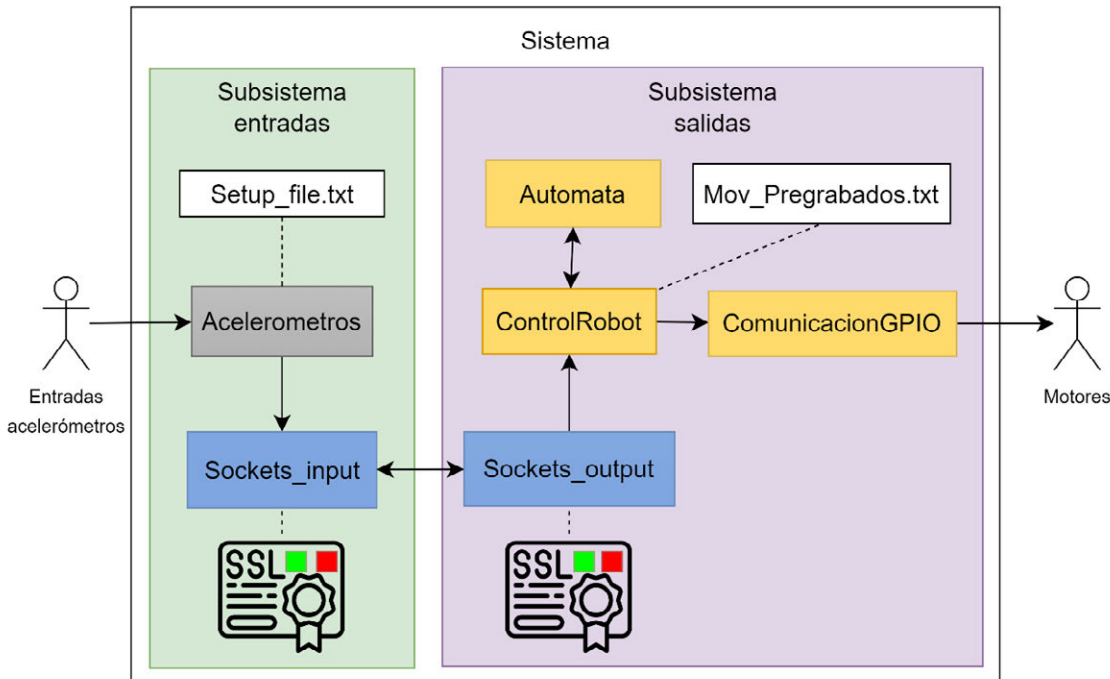 Sistema
Subsistema
entradas
Subsistema
salidas
Setup_file.txt
Automata
Mov_Pregrabados.txt
Acelerometros
ControlRobot
ComunicacionGPIO
Entradas
acelerómetros
Motores
Sockets_input
Sockets_output
SSL
SSL